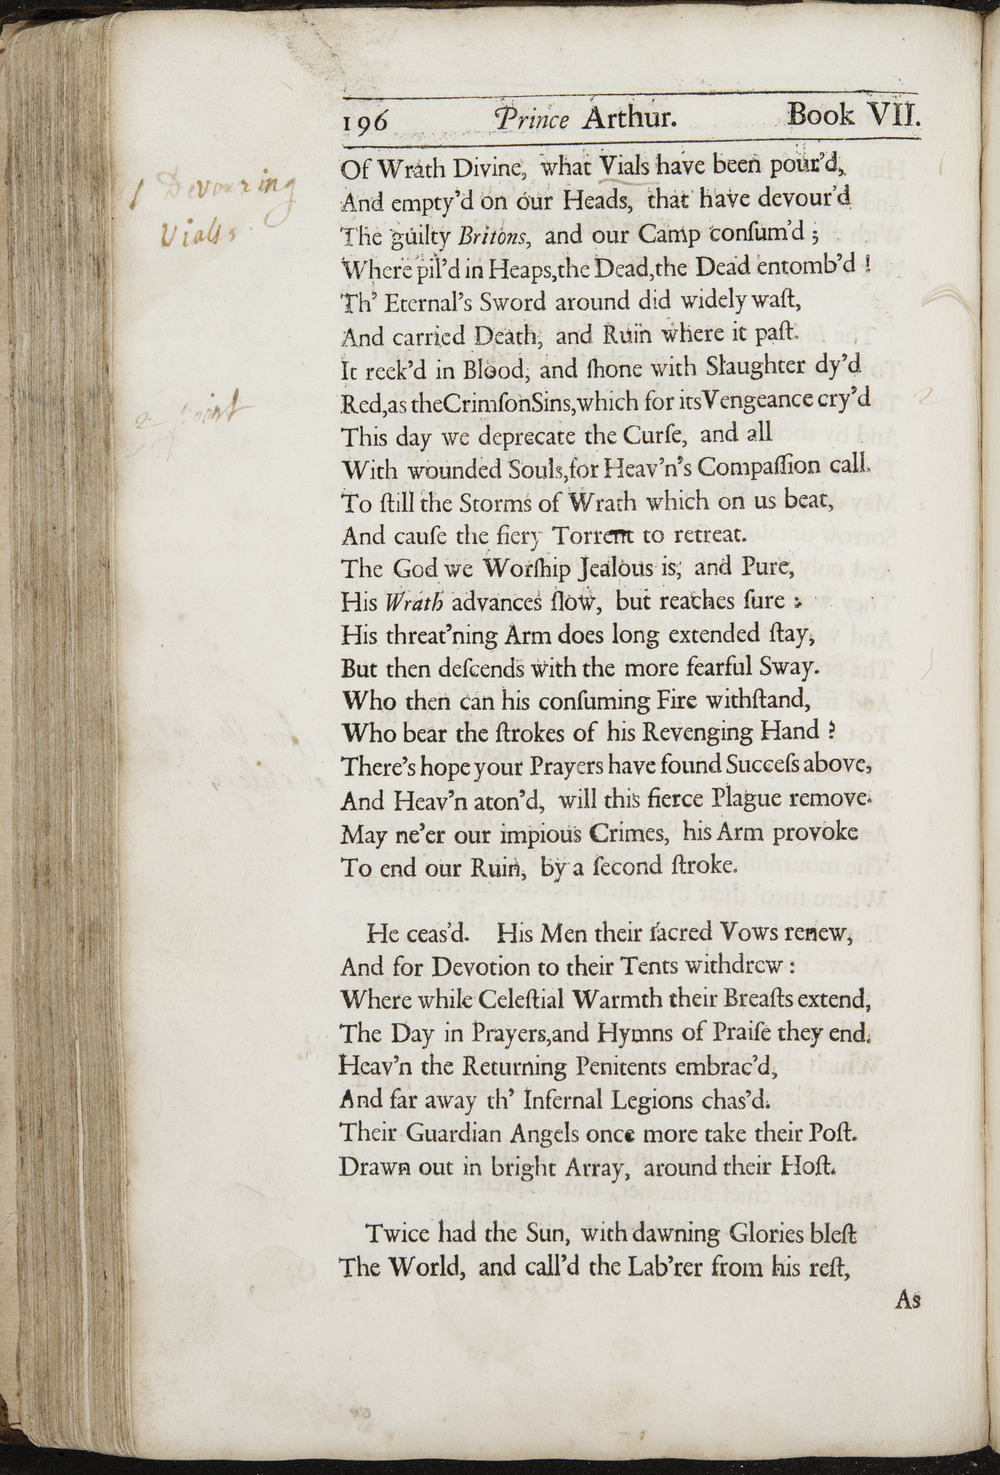 196 Prince Arthur. Book VII.
Of Wrath Divine, what Vials have been pour'd,
And empty'd on our Heads, that have devour'd
The guilty Britons, and our Camp conſum'd ;
Where pil'd in Heaps,the Dead,the Dead entomb'd !
Th' Eternal's Sword around did widely waſt,
And carried Death, and Ruin where it paſt.
It reek'd in Blood, and ſhone with Slaughter dy'd
Red,as theCrimſonSins,which for itsVengeance cry'd
This day we deprecate the Curſe, and all
With wounded Souls,for Heav'n's Compaſſion call.
To ſtill the Storms of Wrath which on us beat,
And cauſe the fiery Torrent to retreat.
The God we Worſhip Jealous is, and Pure,
His Wrath advances ſlow, but reaches ſure :
His threat'ning Arm does long extended ſtay,
But then deſcends with the more fearful Sway.
Who then can his conſuming Fire withſtand,
Who bear the ſtrokes of his Revenging Hand ?
There's hope your Prayers have found Succeſs above,
And Heav'n aton'd, will this fierce Plague remove.
May ne'er our impious Crimes, his Arm provoke
To end our Ruin, by a ſecond ſtroke.
He ceas'd. His Men their ſacred Vows renew,
And for Devotion to their Tents withdrew :
Where while Celeſtial Warmth their Breaſts extend,
The Day in Prayers,and Hymns of Praiſe they end.
Heav'n the Returning Penitents embrac'd,
And far away th' Infernal Legions chas'd.
Their Guardian Angels once more take their Poſt.
Drawn out in bright Array, around their Hoſt.
Twice had the Sun, with dawning Glories bleſt
The World, and call'd the Lab'rer from his reſt,
As
1 Devouring
Vials
2 point
2